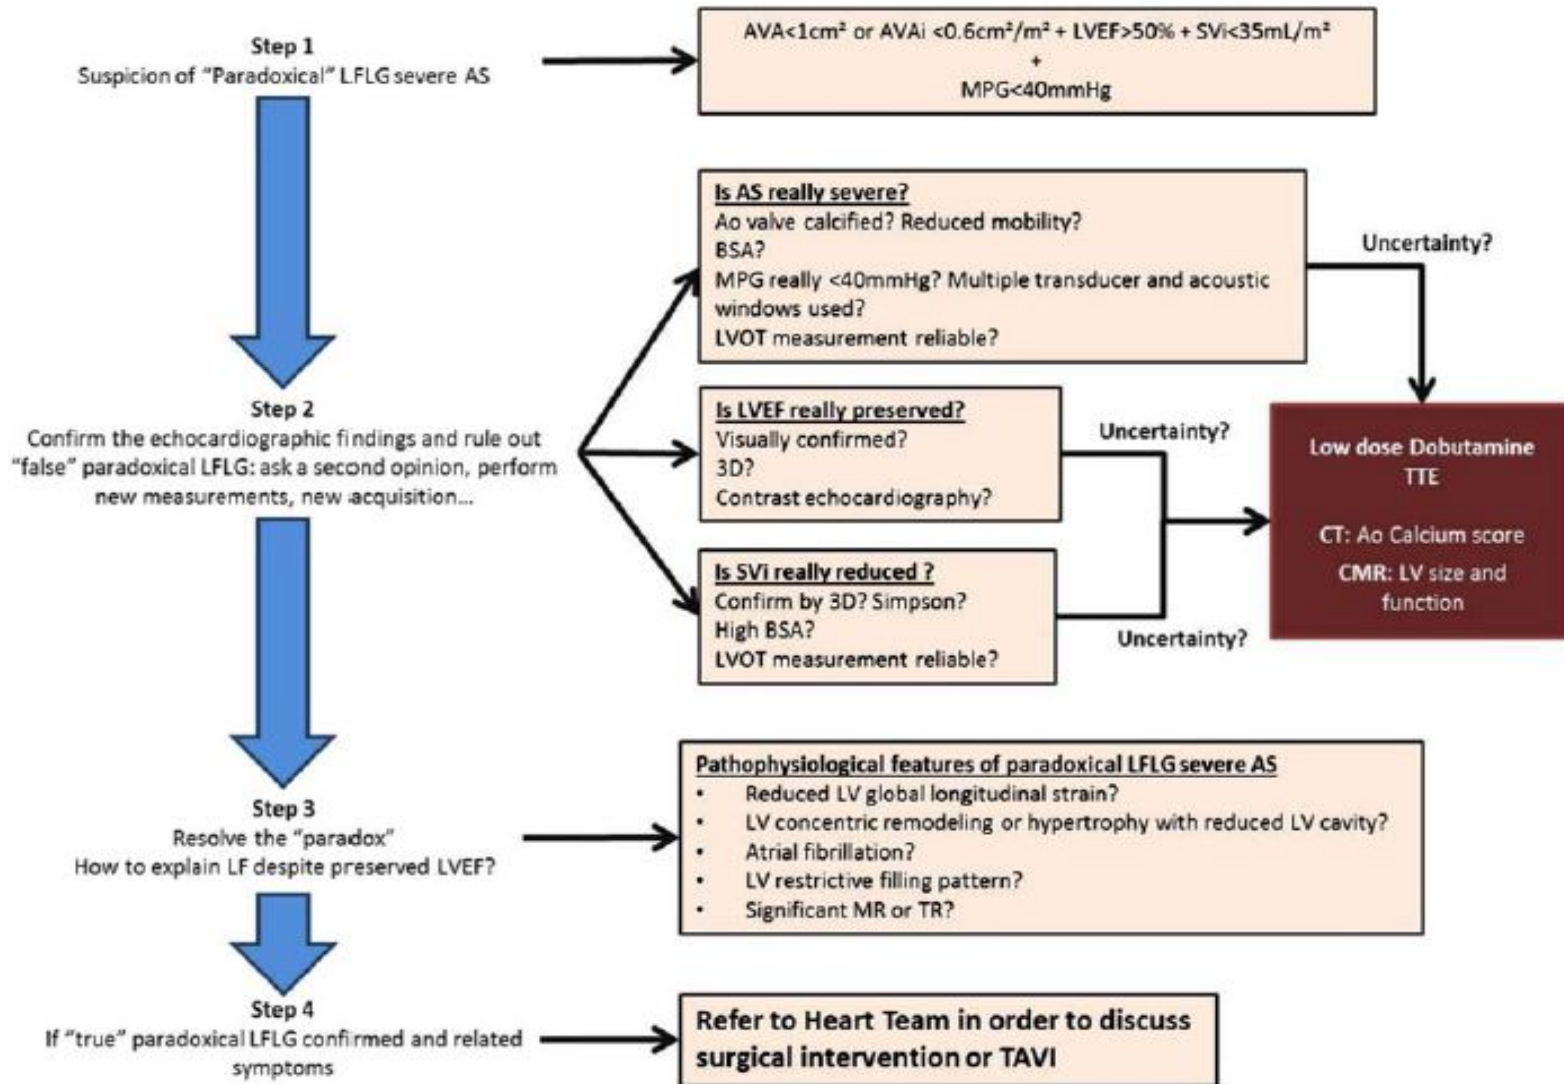 Step 1
Suspicion of "Paradoxical" LFLG severe AS
AVA<1cm² or AVAi <0.6cm²/m² + LVEF>50% + SVi<35mL/m²
+
MPG<40mmHg
Step 2
Confirm the echocardiographic findings and rule out
"false" paradoxical LFLG: ask a second opinion, perform
new measurements, new acquisition...
Is AS really severe?
Ao valve calcified? Reduced mobility?
BSA?
MPG really <40mmHg? Multiple transducer and acoustic
windows used?
LVOT measurement reliable?
Uncertainty?
Is LVEF really preserved?
Visually confirmed?
3D?
Contrast echocardiography?
Uncertainty?
Is SVi really reduced ?
Confirm by 3D? Simpson?
High BSA?
LVOT measurement reliable?
Uncertainty?
Low dose Dobutamine
TTE
CT: Ao Calcium score
CMR: LV size and
function
Step 3
Resolve the "paradox"
How to explain LF despite preserved LVEF?
Pathophysiological features of paradoxical LFLG severe AS
• Reduced LV global longitudinal strain?
• LV concentric remodeling or hypertrophy with reduced LV cavity?
• Atrial fibrillation?
• LV restrictive filling pattern?
• Significant MR or TR?
Step 4
If "true" paradoxical LFLG confirmed and related
symptoms
Refer to Heart Team in order to discuss
surgical intervention or TAVI